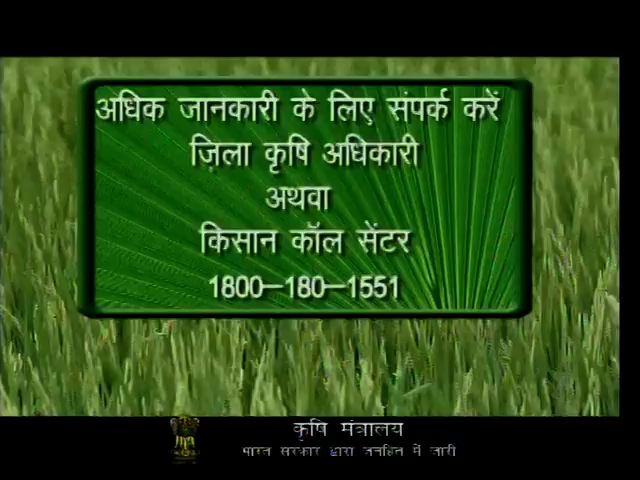 अधिक जानकारी के लिए संपर्क करें
ज़िला कृषि अधिकारी
अथवा
किसान कॉल सेंटर
1800–180–1551
कृषि मंत्रालय
भारत सरकार द्वारा जनहित में जारी